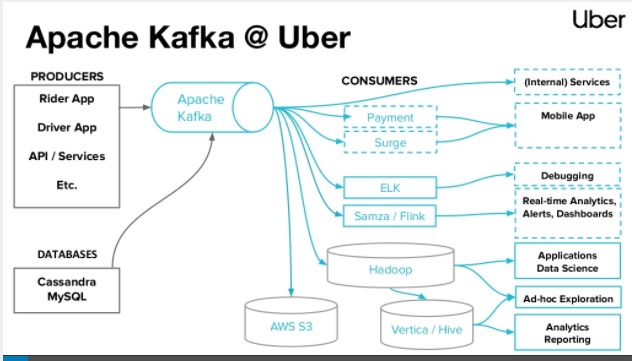 Uber
Apache Kafka @ Uber
PRODUCERS
Rider App
Driver App
API / Services
Etc.
DATABASES
Cassandra
MySQL
Apache
Kafka
CONSUMERS
Payment
Surge
ELK
Samza / Flink
Hadoop
AWS S3
Vertica / Hive
(Internal) Services
Mobile App
Debugging
Real-time Analytics,
Alerts, Dashboards
Applications
Data Science
Ad-hoc Exploration
Analytics
Reporting